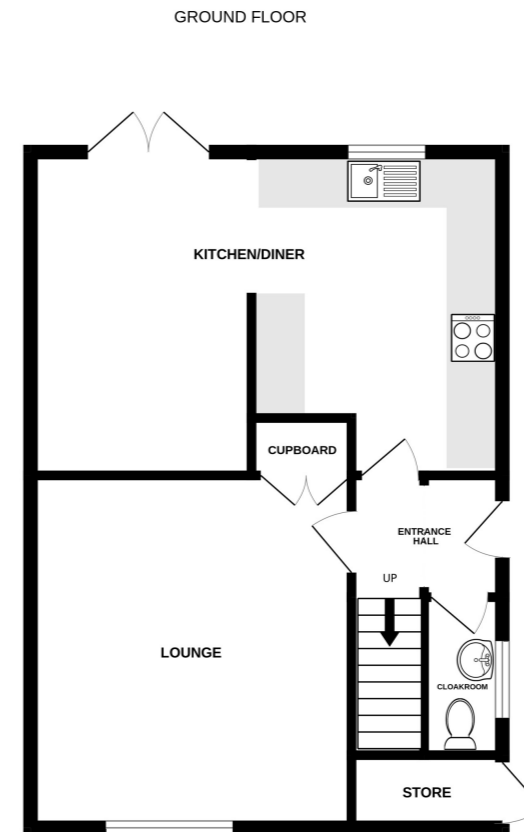 GROUND FLOOR
KITCHEN/DINER
CUPBOARD
ENTRANCE
HALL
UP
LOUNGE
CLOAKROOM
STORE